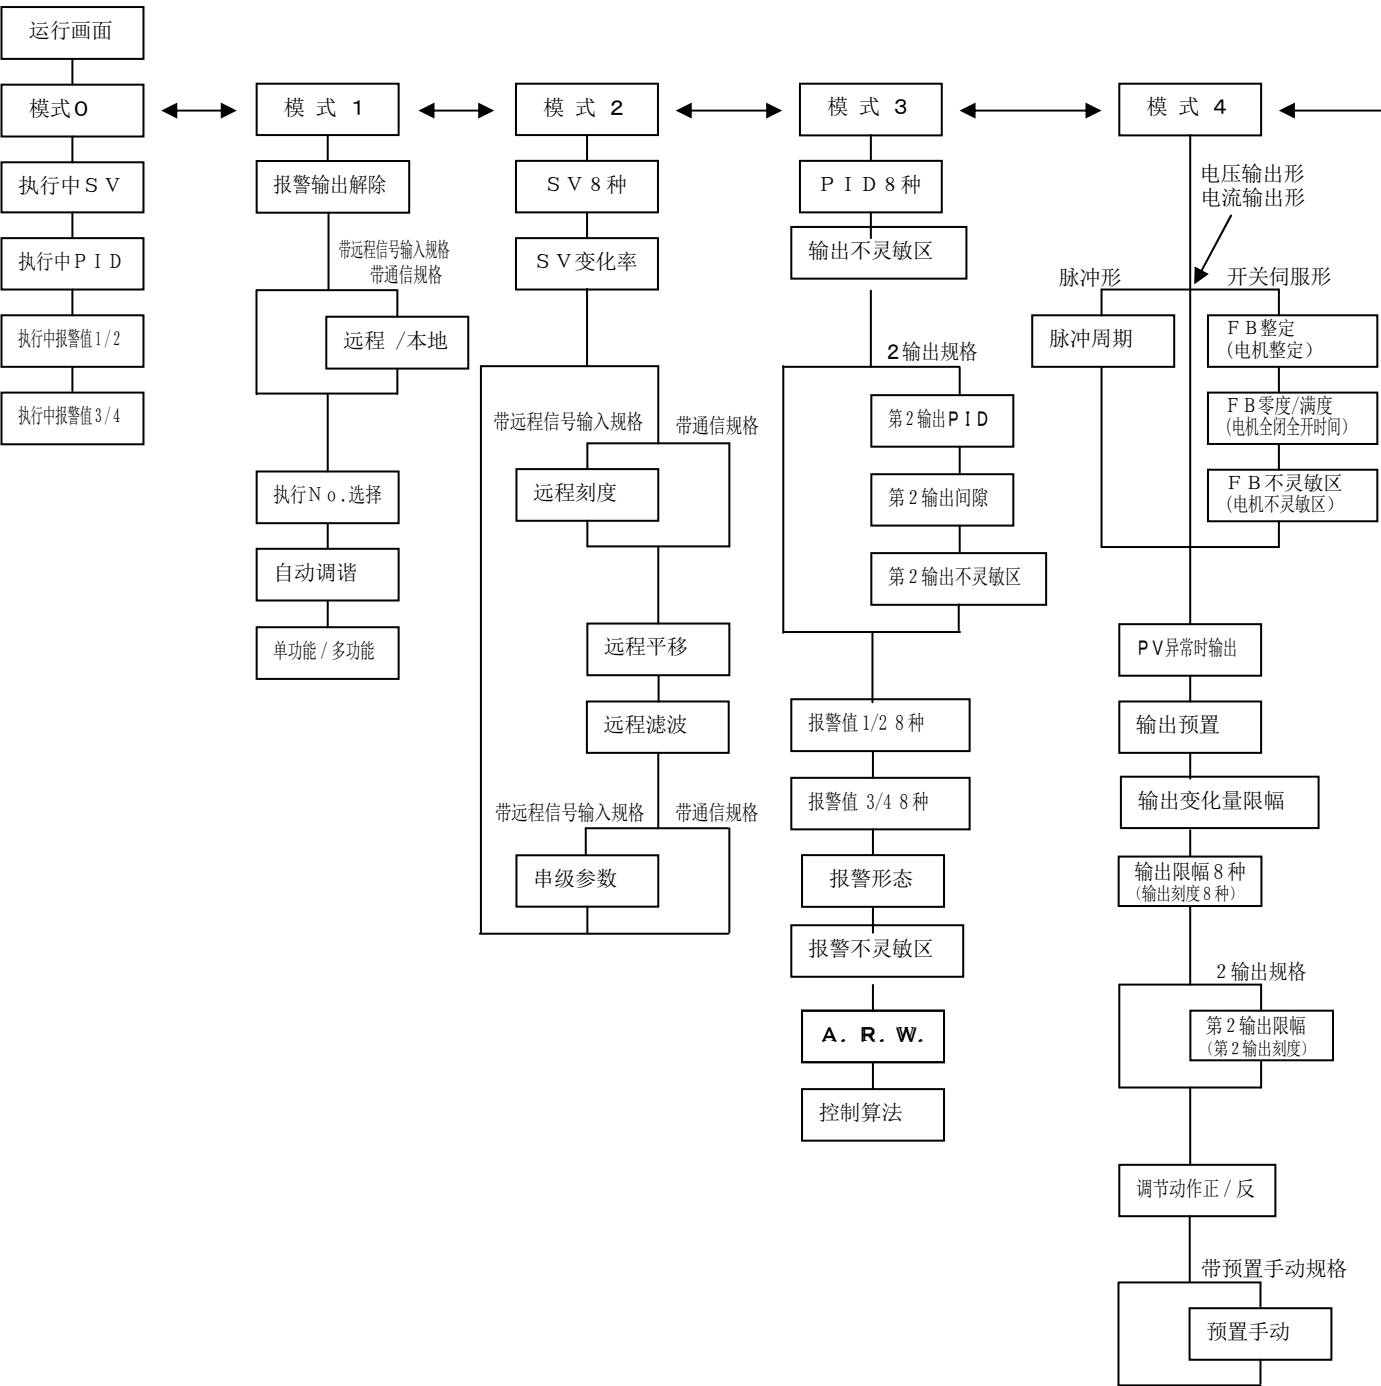 运行画面
模式0
执行中SV
执行中PID
执行中报警值1/2
执行中报警值3/4
模 式 1
报警输出解除
带远程信号输入规格
带通信规格
远程 /本地
执行No.选择
自动调谐
单功能/多功能
模 式 2
SV8种
SV变化率
带远程信号输入规格
带通信规格
远程刻度
远程平移
远程滤波
带远程信号输入规格
带通信规格
串级参数
模 式 3
PID8种
输出不灵敏区
2输出规格
第2输出PID
第2输出间隙
第2输出不灵敏区
报警值1/2 8种
报警值 3/4 8种
报警形态
报警不灵敏区
A. R. W.
控制算法
模 式 4
电压输出形
电流输出形
脉冲形
开关伺服形
脉冲周期
FB整定
(电机整定)
FB零度/满度
(电机全闭全开时间)
FB不灵敏区
(电机不灵敏区)
PV异常时输出
输出预置
输出变化量限幅
输出限幅8种
(输出刻度8种)
2输出规格
第2输出限幅
(第2输出刻度)
调节动作正/反
带预置手动规格
预置手动